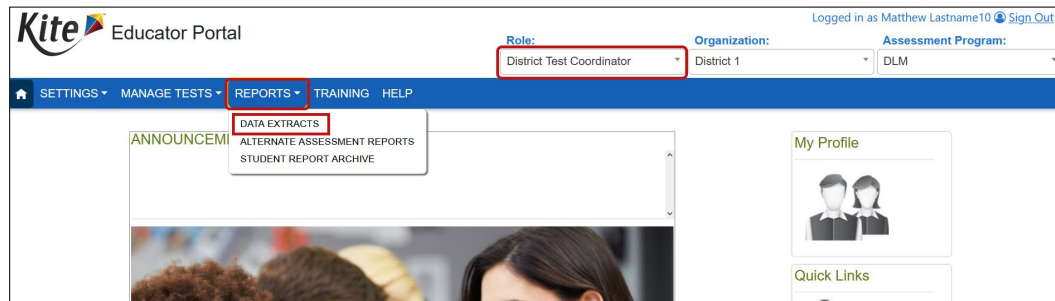 Logged in as Matthew Lastname10 Sign Out
Kite Educator Portal
Role: Organization: Assessment Program:
District Test Coordinator District 1 DLM
SETTINGS MANAGE TESTS REPORTS TRAINING HELP
DATA EXTRACTS
ALTERNATE ASSESSMENT REPORTS
STUDENT REPORT ARCHIVE
ANNOUNCEM
My Profile
Quick Links